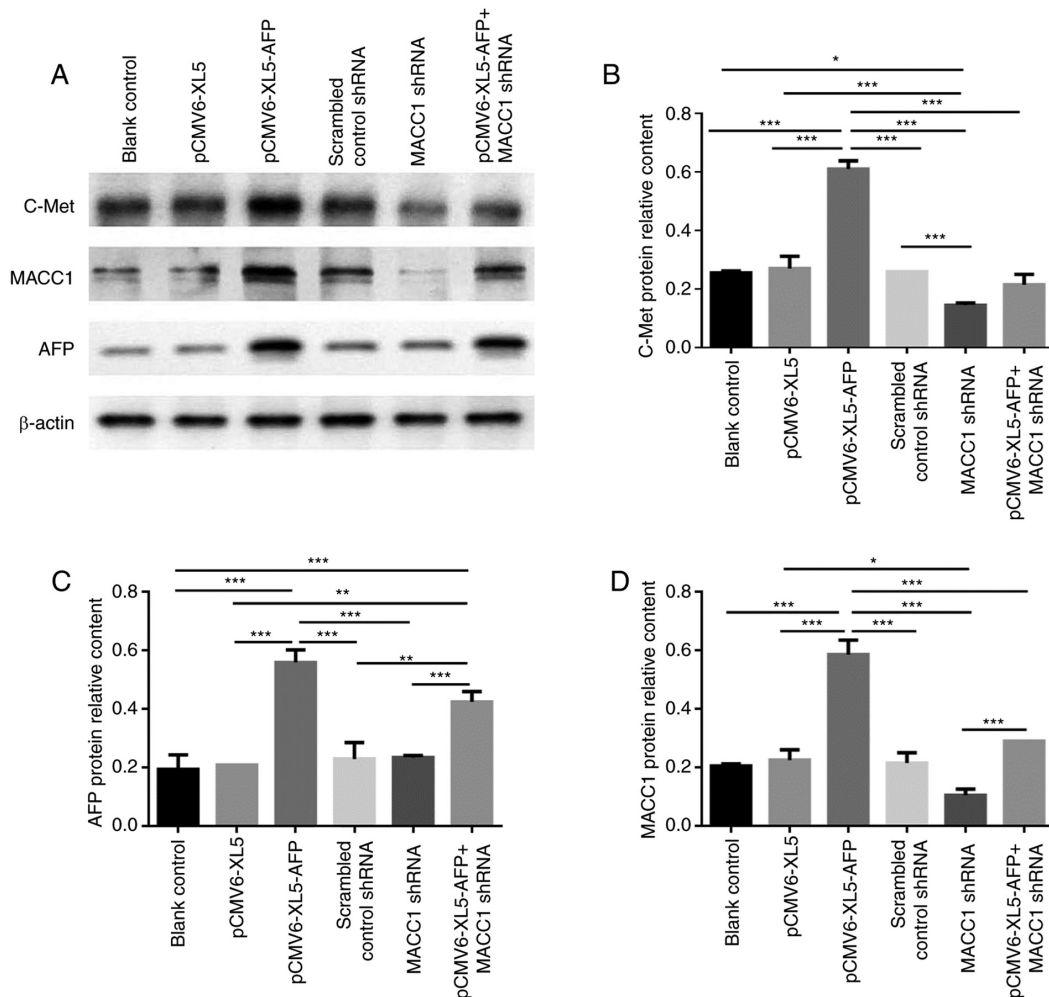 A
Blank control
pCMV6-XL5
pCMV6-XL5-AFP
Scrambled
control shRNA
MACC1 shRNA
pCMV6-XL5-AFP+
MACC1 shRNA
C-Met
MACC1
AFP
β-actin
B
C-Met protein relative content
0.8
0.6
0.4
0.2
0.0
*
***
***
***
***
***
***
***
Blank control
pCMV6-XL5
pCMV6-XL5-AFP
Scrambled
control shRNA
MACC1 shRNA
pCMV6-XL5-AFP+
MACC1 shRNA
C
AFP protein relative content
0.8
0.6
0.4
0.2
0.0
***
***
**
***
***
***
**
***
Blank control
pCMV6-XL5
pCMV6-XL5-AFP
Scrambled
control shRNA
MACC1 shRNA
pCMV6-XL5-AFP+
MACC1 shRNA
D
MACC1 protein relative content
0.8
0.6
0.4
0.2
0.0
*
***
***
***
***
***
***
Blank control
pCMV6-XL5
pCMV6-XL5-AFP
Scrambled
control shRNA
MACC1 shRNA
pCMV6-XL5-AFP+
MACC1 shRNA